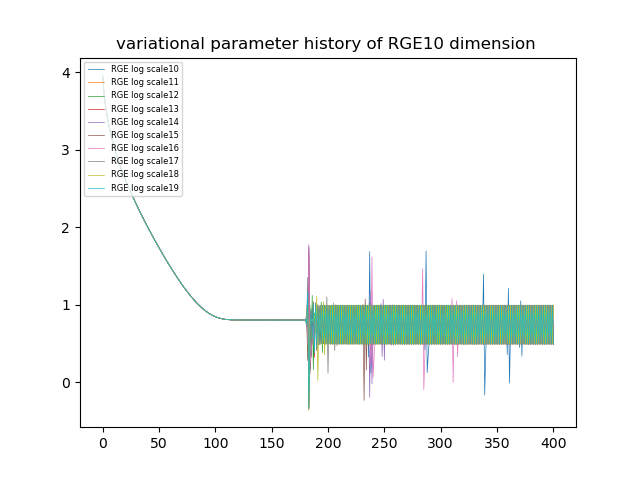 variational parameter history of RGE10 dimension
4
3
2
1
0
RGE log scale10
RGE log scale11
RGE log scale12
RGE log scale13
RGE log scale14
RGE log scale15
RGE log scale16
RGE log scale17
RGE log scale18
RGE log scale19
0 50 100 150 200 250 300 350 400